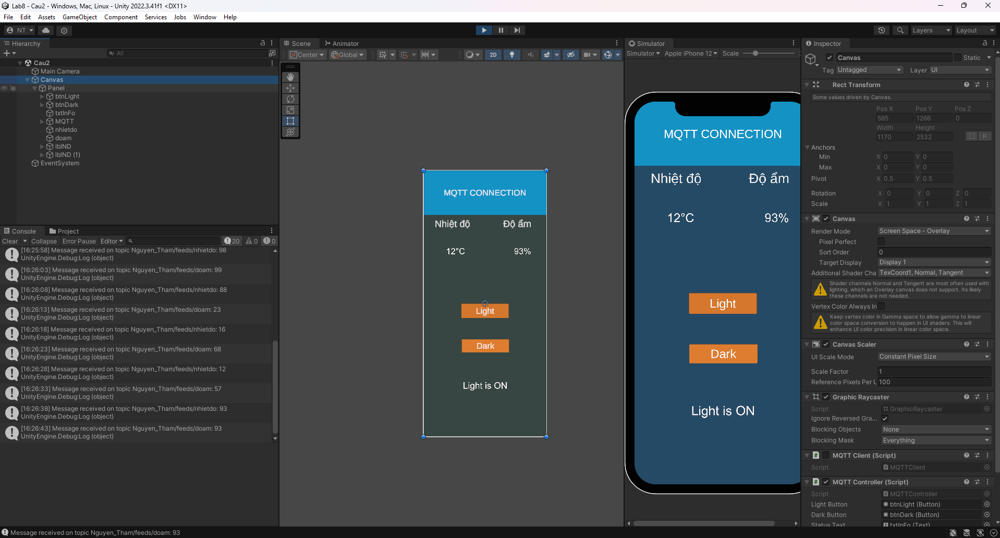 Lab8 - Cau2 - Windows, Mac, Linux - Unity 2022.3.41f1 <DX11>
File Edit Assets GameObject Component Services Jobs Window Help
NT
Layers
Layout
Hierarchy
All
Cau2
Main Camera
Canvas
Panel
btnLight
btnDark
txtInFo
MQTT
nhietdo
doam
lblND
lblND (1)
EventSystem
Console
Project
Clear Collapse Error Pause Editor
20 0 0
[16:25:58] Message received on topic Nguyen_Tham/feeds/nhietdo: 98
UnityEngine.Debug:Log (object)
[16:26:03] Message received on topic Nguyen_Tham/feeds/doam: 99
UnityEngine.Debug:Log (object)
[16:26:08] Message received on topic Nguyen_Tham/feeds/nhietdo: 88
UnityEngine.Debug:Log (object)
[16:26:13] Message received on topic Nguyen_Tham/feeds/doam: 23
UnityEngine.Debug:Log (object)
[16:26:18] Message received on topic Nguyen_Tham/feeds/nhietdo: 16
UnityEngine.Debug:Log (object)
[16:26:23] Message received on topic Nguyen_Tham/feeds/doam: 68
UnityEngine.Debug:Log (object)
[16:26:28] Message received on topic Nguyen_Tham/feeds/nhietdo: 12
UnityEngine.Debug:Log (object)
[16:26:33] Message received on topic Nguyen_Tham/feeds/doam: 57
UnityEngine.Debug:Log (object)
[16:26:38] Message received on topic Nguyen_Tham/feeds/nhietdo: 93
UnityEngine.Debug:Log (object)
[16:26:43] Message received on topic Nguyen_Tham/feeds/doam: 93
UnityEngine.Debug:Log (object)
Message received on topic Nguyen_Tham/feeds/doam: 93
Scene
Animator
Center
Global
2D
MQTT CONNECTION
Nhiệt độ Độ ẩm
12°C 93%
Light
Dark
Light is ON
Simulator
Simulator Apple iPhone 12 Scale
MQTT CONNECTION
Nhiệt độ Độ ẩm
12°C 93%
Light
Dark
Light is ON
Inspector
Canvas Static
Tag Untagged Layer UI
Rect Transform
Some values driven by Canvas.
Pos X Pos Y Pos Z
585 1266 0
Width Height
1170 2532 R
Anchors
Min X 0 Y 0
Max X 0 Y 0
Pivot X 0.5 Y 0.5
Rotation X 0 Y 0 Z 0
Scale X 1 Y 1 Z 1
Canvas
Render Mode Screen Space - Overlay
Pixel Perfect
Sort Order 0
Target Display Display 1
Additional Shader Cha TexCoord1, Normal, Tangent
Shader channels Normal and Tangent are most often used with
lighting, which an Overlay canvas does not support. Its likely
these channels are not needed.
Vertex Color Always In
Keep vertex color in Gamma space to allow gamma to linear
color space conversion to happen in UI shaders. This will
enhance UI color precision in linear color space.
Canvas Scaler
UI Scale Mode Constant Pixel Size
Scale Factor 1
Reference Pixels Per U 100
Graphic Raycaster
Script GraphicRaycaster
Ignore Reversed Gra...
Blocking Objects None
Blocking Mask Everything
# MQTT Client (Script)
Script MQTTClient
# MQTT Controller (Script)
Script MQTTController
Light Button btnLight (Button)
Dark Button btnDark (Button)
Status Text txtInFo (Text)